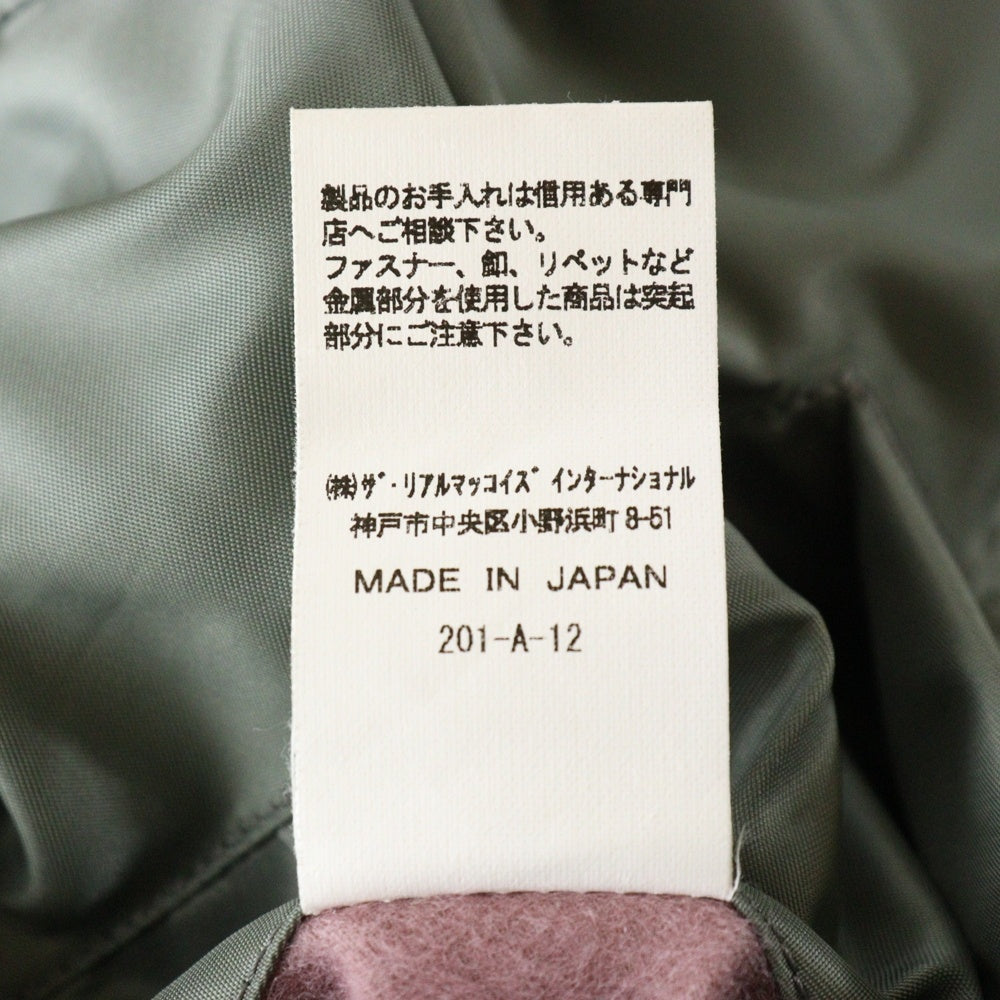 製品のお手入れは信用ある専門
店へご相談下さい。
ファスナー、釦、リペットなど
金属部分を使用した商品は突起
部分にご注意下さい。
㈱ザ・リアルマッコイズ インターナショナル
神戸市中央区小野浜町 8-51
MADE IN JAPAN
201-A-12